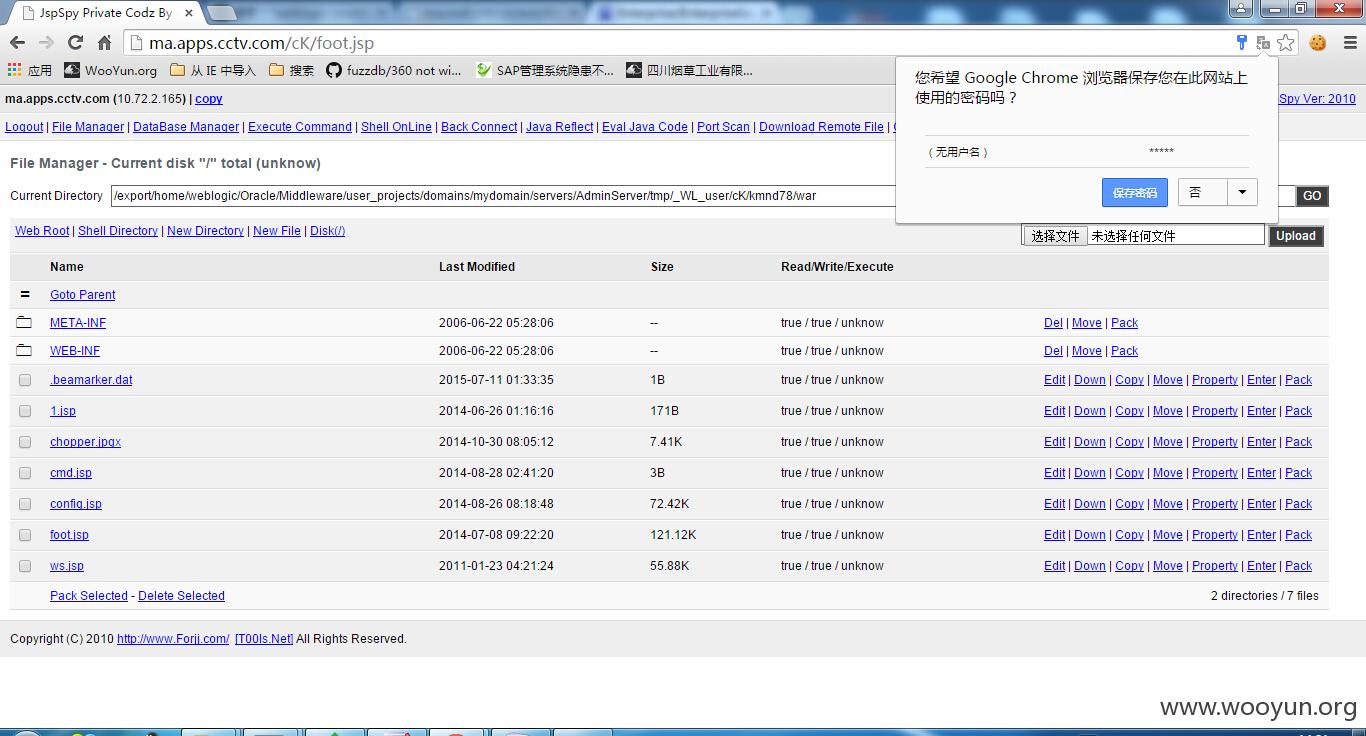 JspSpy Private Codz By
ma.apps.cctv.com/cK/foot.jsp
应用 WooYun.org 从 IE 中导入 搜索 fuzzdb/360 not wi... SAP管理系统隐患不... 四川烟草工业有限...
您希望 Google Chrome 浏览器保存您在此网站上
使用的密码吗？
（无用户名） *****
保存密码 否
ma.apps.cctv.com (10.72.2.165) | copy
Spy Ver: 2010
Logout | File Manager | DataBase Manager | Execute Command | Shell OnLine | Back Connect | Java Reflect | Eval Java Code | Port Scan | Download Remote File |
File Manager - Current disk "/" total (unknow)
Current Directory /export/home/weblogic/Oracle/Middleware/user_projects/domains/mydomain/servers/AdminServer/tmp/_WL_user/cK/kmnd78/war GO
Web Root | Shell Directory | New Directory | New File | Disk(/) 选择文件 未选择任何文件 Upload
Name Last Modified Size Read/Write/Execute
= Goto Parent
META-INF 2006-06-22 05:28:06 -- true / true / unknow Del | Move | Pack
WEB-INF 2006-06-22 05:28:06 -- true / true / unknow Del | Move | Pack
.beamarker.dat 2015-07-11 01:33:35 1B true / true / unknow Edit | Down | Copy | Move | Property | Enter | Pack
1.jsp 2014-06-26 01:16:16 171B true / true / unknow Edit | Down | Copy | Move | Property | Enter | Pack
chopper.jpgx 2014-10-30 08:05:12 7.41K true / true / unknow Edit | Down | Copy | Move | Property | Enter | Pack
cmd.jsp 2014-08-28 02:41:20 3B true / true / unknow Edit | Down | Copy | Move | Property | Enter | Pack
config.jsp 2014-08-26 08:18:48 72.42K true / true / unknow Edit | Down | Copy | Move | Property | Enter | Pack
foot.jsp 2014-07-08 09:22:20 121.12K true / true / unknow Edit | Down | Copy | Move | Property | Enter | Pack
ws.jsp 2011-01-23 04:21:24 55.88K true / true / unknow Edit | Down | Copy | Move | Property | Enter | Pack
Pack Selected - Delete Selected 2 directories / 7 files
Copyright (C) 2010 http://www.Forjj.com/ [T00ls.Net] All Rights Reserved.
www.wooyun.org